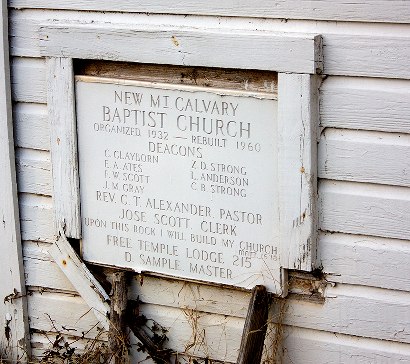 NEW MT CALVARY
BAPTIST CHURCH
ORGANIZED 1932 — REBUILT 1960
DEACONS
C. CLAYBORN Z. D. STRONG
E. A. ATES L. ANDERSON
F. W. SCOTT C. B. STRONG
J. M. GRAY
REV. C. T. ALEXANDER PASTOR
JOSE SCOTT CLERK
UPON THIS ROCK I WILL BUILD MY CHURCH
FREE TEMPLE LODGE 215
D. SAMPLE MASTER